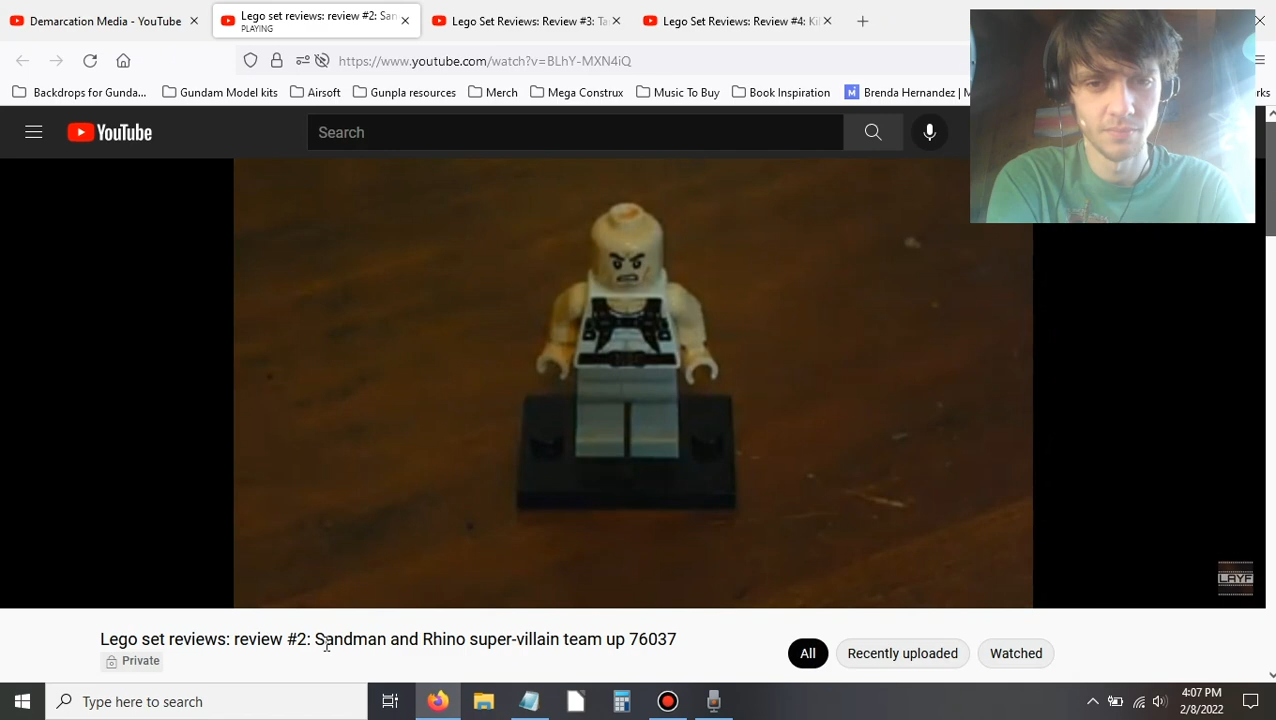 Demarcation Media - YouTube
Lego set reviews: review #2: San
PLAYING
Lego Set Reviews: Review #3: Ta
Lego Set Reviews: Review #4: Ki
https://www.youtube.com/watch?v=BLhY-MXN4iQ
Backdrops for Gunda...
Gundam Model kits
Airsoft
Gunpla resources
Merch
Mega Construx
Music To Buy
Book Inspiration
Brenda Hernandez | M
rks
YouTube
Search
LAYF
Lego set reviews: review #2: Sandman and Rhino super-villain team up 76037
Private
All
Recently uploaded
Watched
Type here to search
4:07 PM
2/8/2022